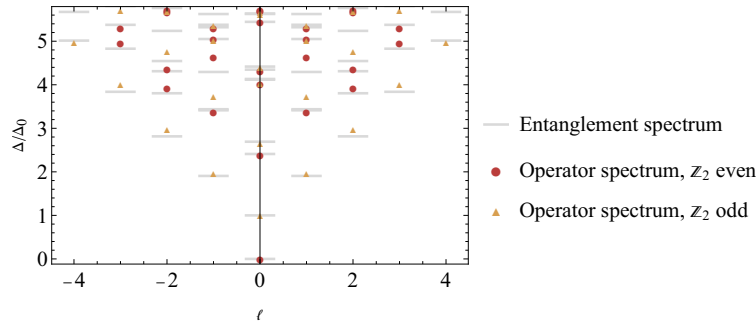 5
4
3
2
1
0
Δ/Δ0
−4 −2 0 2 4
ℓ
Entanglement spectrum
Operator spectrum, ℤ2 even
Operator spectrum, ℤ2 odd